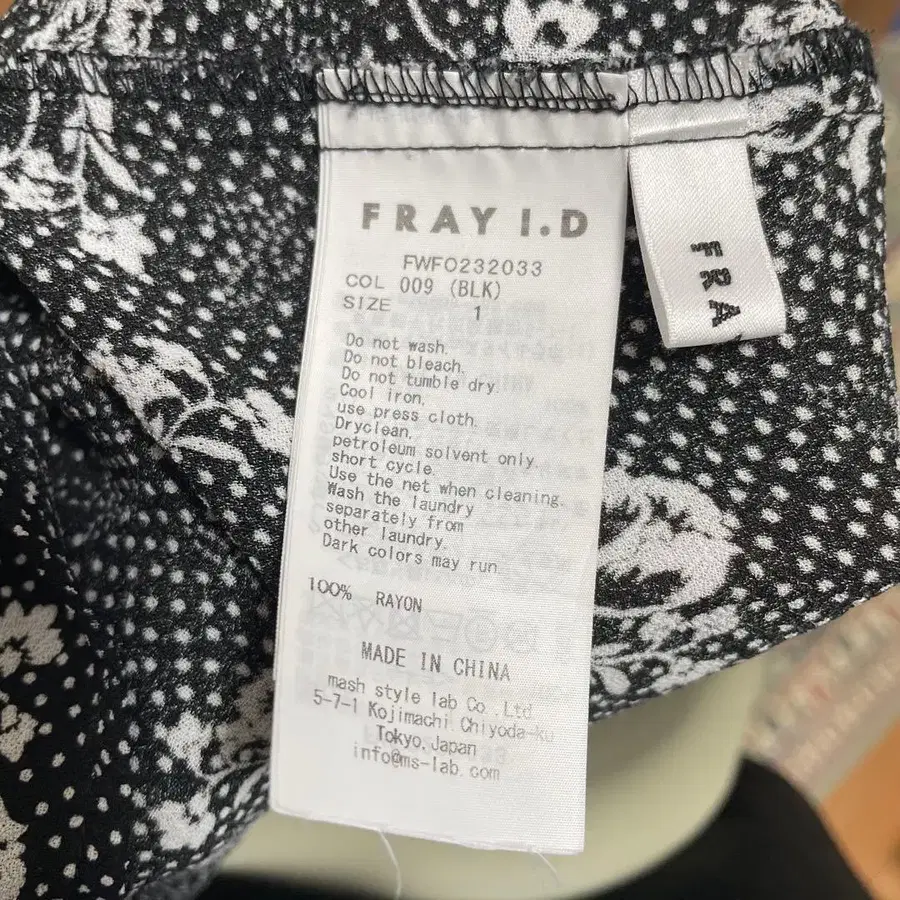 FRAY I.D
FWFO232033
COL 009 (BLK)
SIZE 1
Do not wash.
Do not bleach.
Do not tumble dry.
Cool iron,
use press cloth.
Dryclean,
petroleum solvent only.
short cycle.
Use the net when cleaning.
Wash the laundry
separately from
other laundry.
Dark colors may run.
100% RAYON
MADE IN CHINA
mash style lab Co.,Ltd.
5-7-1 Kojimachi Chiyoda-ku
Tokyo,Japan
info@ms-lab.com
FRA